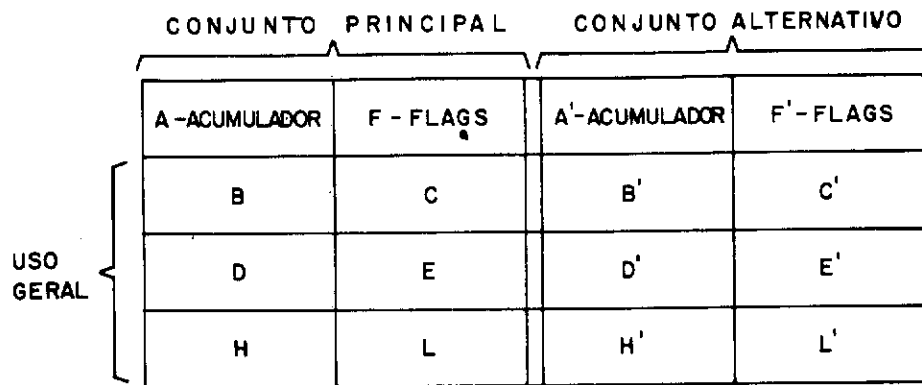 CONJUNTO PRINCIPAL CONJUNTO ALTERNATIVO
A-ACUMULADOR F-FLAGS A'-ACUMULADOR F'-FLAGS
B C B' C'
USO GERAL
D E D' E'
H L H' L'